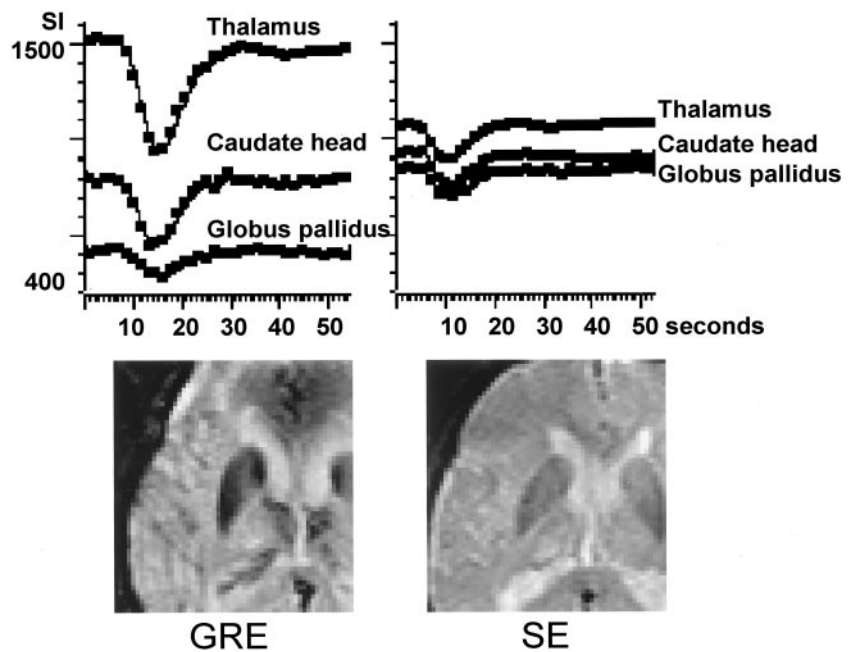 SI
1500
400
Thalamus
Caudate head
Globus pallidus
10 20 30 40 50
Thalamus
Caudate head
Globus pallidus
10 20 30 40 50 seconds
GRE
SE